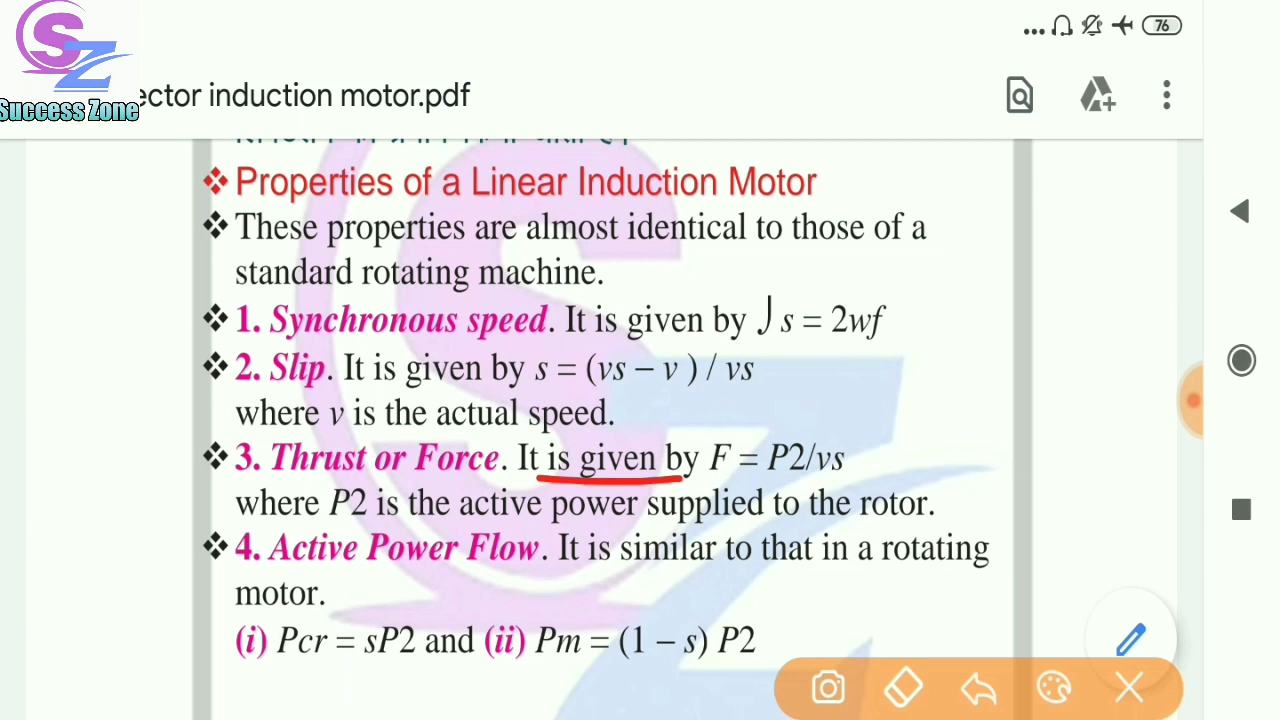 SZ
Success Zone
76
ector induction motor.pdf
❖ Properties of a Linear Induction Motor
❖ These properties are almost identical to those of a
standard rotating machine.
❖ 1. Synchronous speed. It is given by s = 2wf
❖ 2. Slip. It is given by s = (vs – v ) / vs
where v is the actual speed.
❖ 3. Thrust or Force. It is given by F = P2/vs
where P2 is the active power supplied to the rotor.
❖ 4. Active Power Flow. It is similar to that in a rotating
motor.
(i) Pcr = sP2 and (ii) Pm = (1 – s) P2